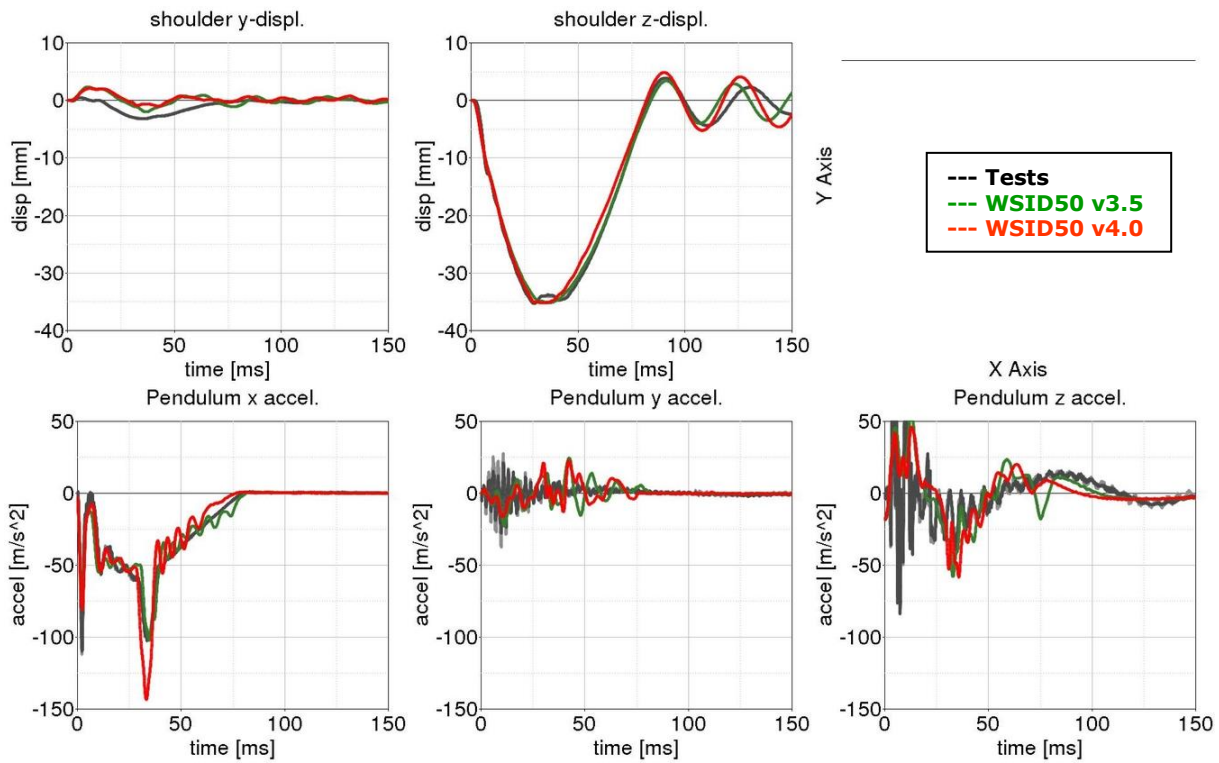 shoulder y-displ.
10
0
-10
-20
-30
-40
disp [mm]
0 50 100 150
time [ms]
shoulder z-displ.
10
0
-10
-20
-30
-40
disp [mm]
0 50 100 150
time [ms]
Y Axis
--- Tests
--- WSID50 v3.5
--- WSID50 v4.0
X Axis
Pendulum x accel.
50
0
-50
-100
-150
accel [m/s^2]
0 50 100 150
time [ms]
Pendulum y accel.
50
0
-50
-100
-150
accel [m/s^2]
0 50 100 150
time [ms]
Pendulum z accel.
50
0
-50
-100
-150
accel [m/s^2]
0 50 100 150
time [ms]